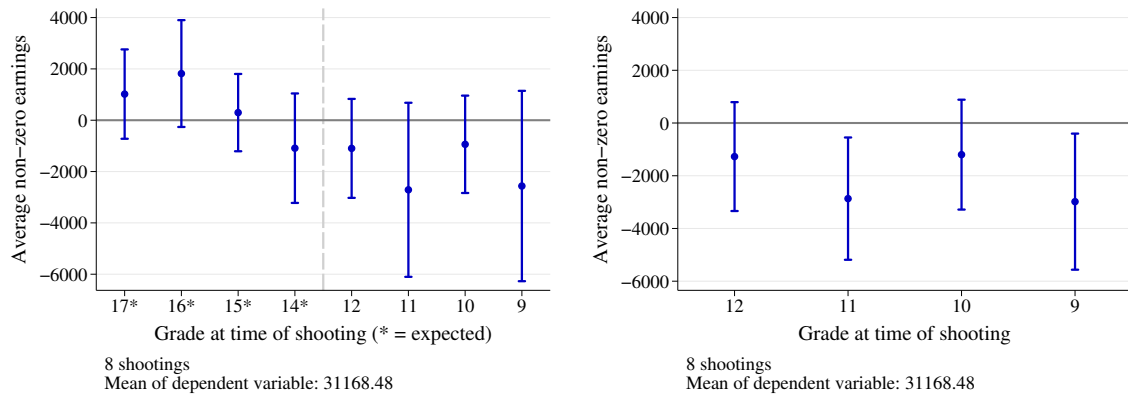 Average non−zero earnings
4000
2000
0
−2000
−4000
−6000
17* 16* 15* 14* 12 11 10 9
Grade at time of shooting (* = expected)
8 shootings
Mean of dependent variable: 31168.48
Average non−zero earnings
4000
2000
0
−2000
−4000
−6000
12 11 10 9
Grade at time of shooting
8 shootings
Mean of dependent variable: 31168.48